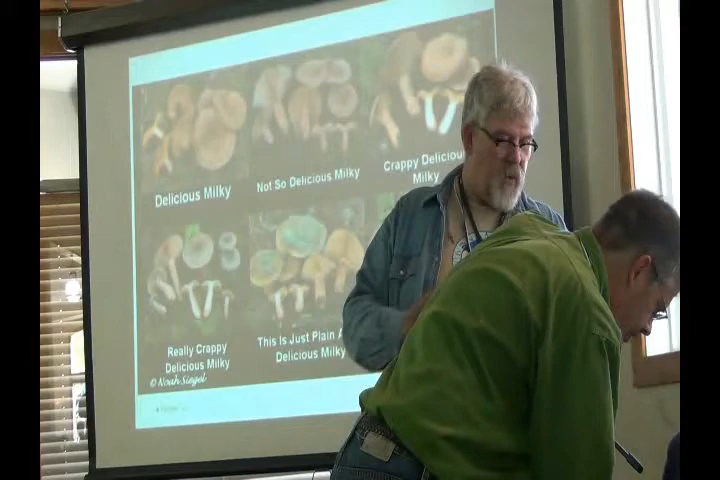 Delicious Milky
Not So Delicious Milky
Crappy Delicious
Milky
Really Crappy
Delicious Milky
This Is Just Plain
Delicious Milky
© Noah Siegel